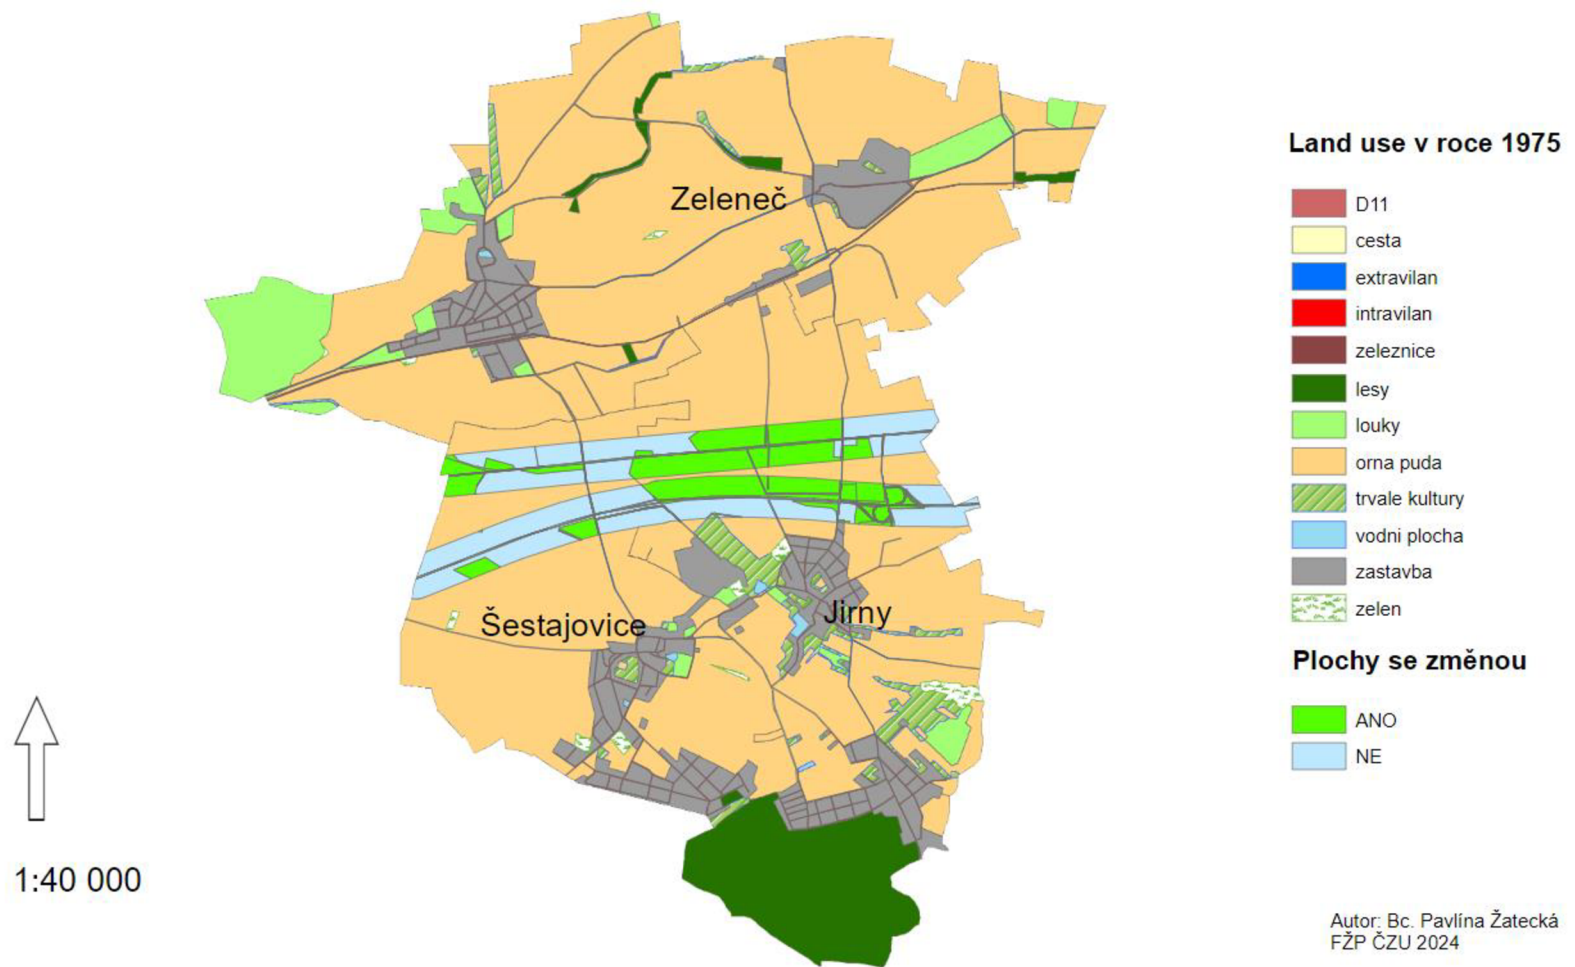 Land use v roce 1975
D11
cesta
extravilan
intravilan
zeleznice
lesy
louky
orna puda
trvale kultury
vodni plocha
zastavba
zelen
Plochy se změnou
ANO
NE
Zeleneč
Šestajovice
Jirny
1:40 000
Autor: Bc. Pavlína Žatecká
FŽP ČZU 2024